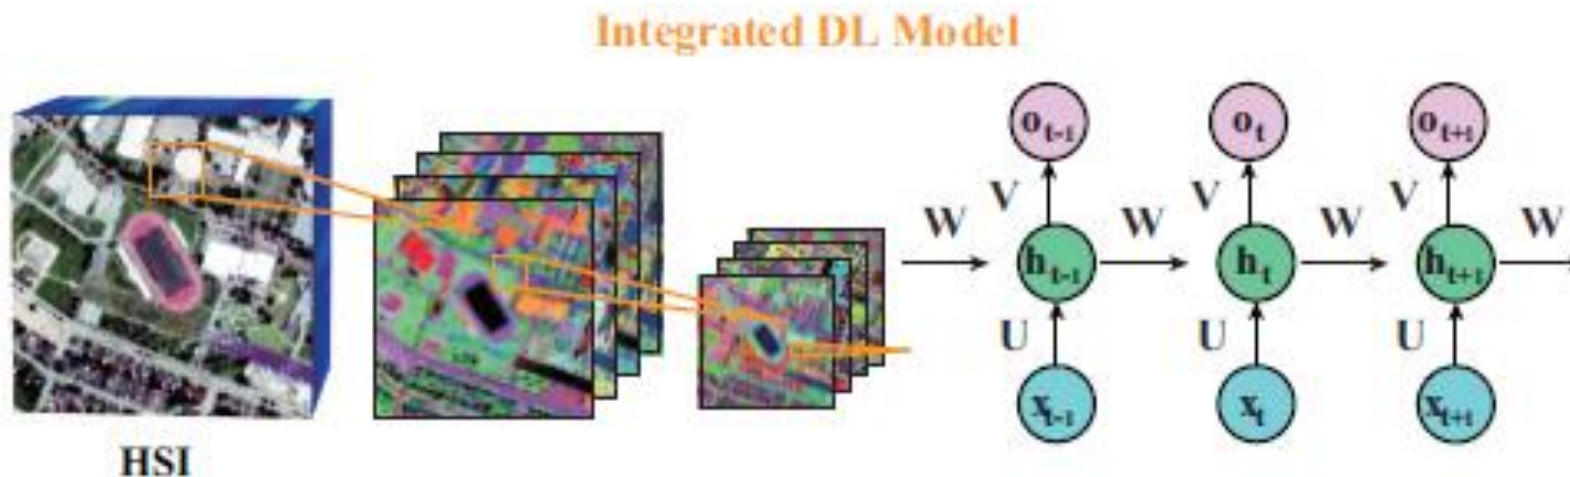 Integrated DL Model
o_{t-1} o_t o_{t+1}
V V V
W W W W
h_{t-1} h_t h_{t+1}
U U U
x_{t-1} x_t x_{t+1}
HSI